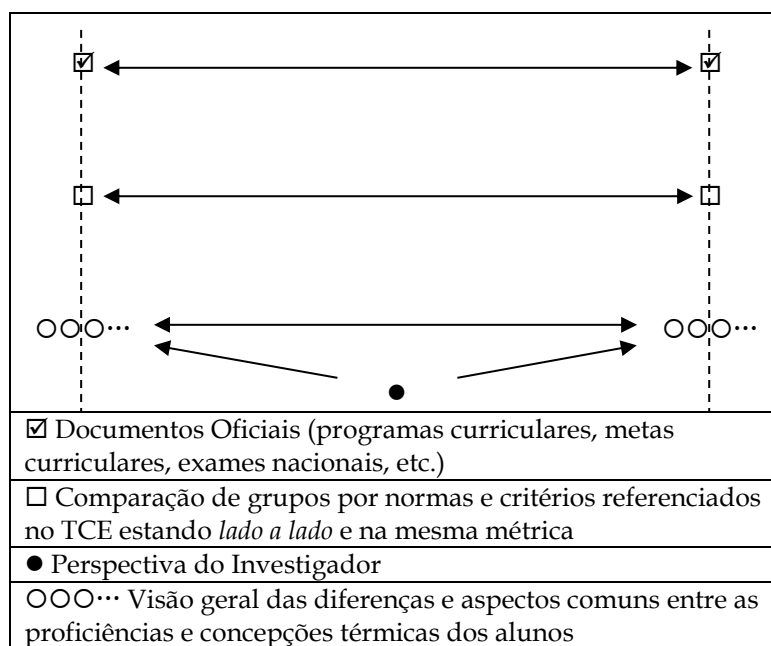 ☑ Documentos Oficiais (programas curriculares, metas
curriculares, exames nacionais, etc.)
☐ Comparação de grupos por normas e critérios referenciados
no TCE estando lado a lado e na mesma métrica
● Perspectiva do Investigador
○○○⋯ Visão geral das diferenças e aspectos comuns entre as
proficiências e concepções térmicas dos alunos